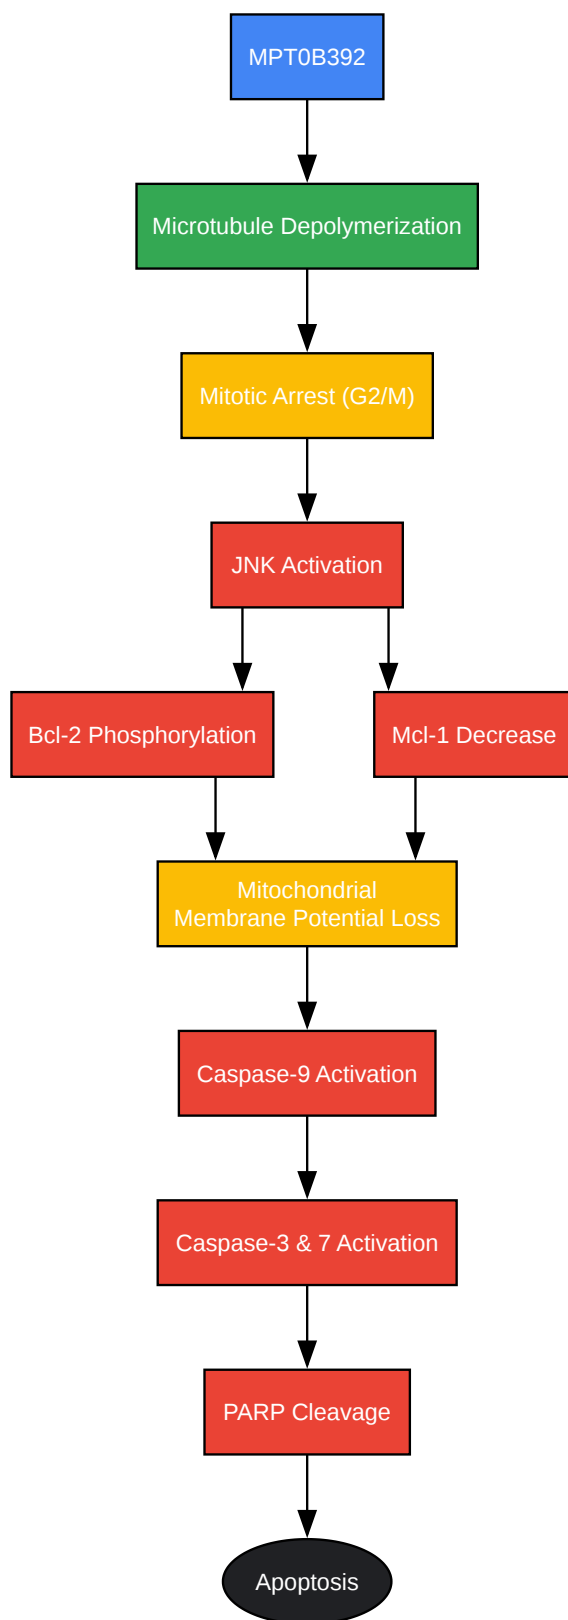 MPT0B392
Microtubule Depolymerization
Mitotic Arrest (G2/M)
JNK Activation
Bcl-2 Phosphorylation
Mcl-1 Decrease
Mitochondrial
Membrane Potential Loss
Caspase-9 Activation
Caspase-3 & 7 Activation
PARP Cleavage
Apoptosis